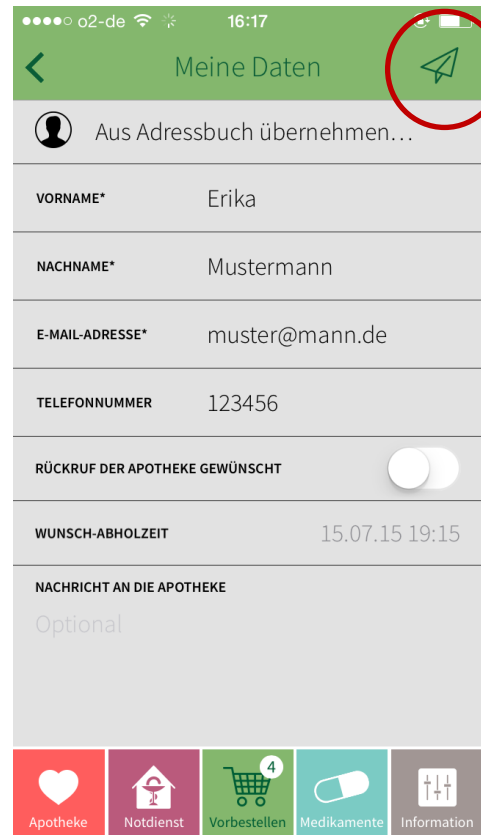 o2-de 16:17
Meine Daten
Aus Adressbuch übernehmen…
VORNAME* Erika
NACHNAME* Mustermann
E-MAIL-ADRESSE* muster@mann.de
TELEFONNUMMER 123456
RÜCKRUF DER APOTHEKE GEWÜNSCHT
WUNSCH-ABHOLZEIT 15.07.15 19:15
NACHRICHT AN DIE APOTHEKE
Optional
4
Apotheke Notdienst Vorbestellen Medikamente Information